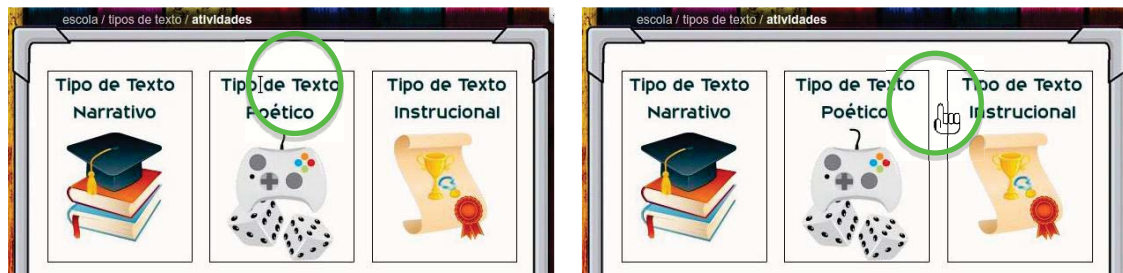 escola / tipos de texto / atividades
Tipo de Texto
Narrativo
Tipo de Texto
Poético
Tipo de Texto
Instrucional
escola / tipos de texto / atividades
Tipo de Texto
Narrativo
Tipo de Texto
Poético
Tipo de Texto
Instrucional